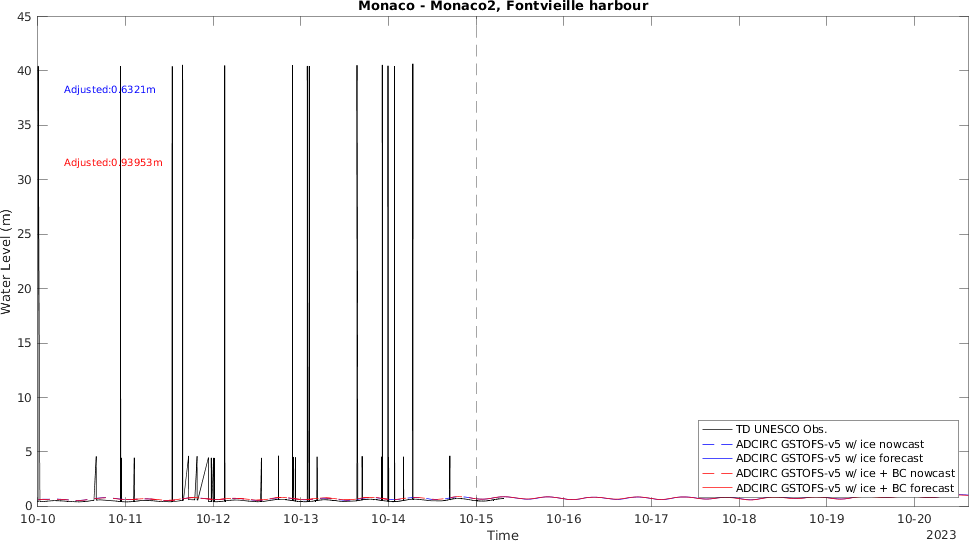 Monaco - Monaco2, Fontvieille harbour
45
40
35
30
25
20
15
10
5
0
Water Level (m)
Adjusted:0.6321m
Adjusted:0.93953m
TD UNESCO Obs.
ADCIRC GSTOFS-v5 w/ ice nowcast
ADCIRC GSTOFS-v5 w/ ice forecast
ADCIRC GSTOFS-v5 w/ ice + BC nowcast
ADCIRC GSTOFS-v5 w/ ice + BC forecast
10-10 10-11 10-12 10-13 10-14 10-15 10-16 10-17 10-18 10-19 10-20
Time
2023